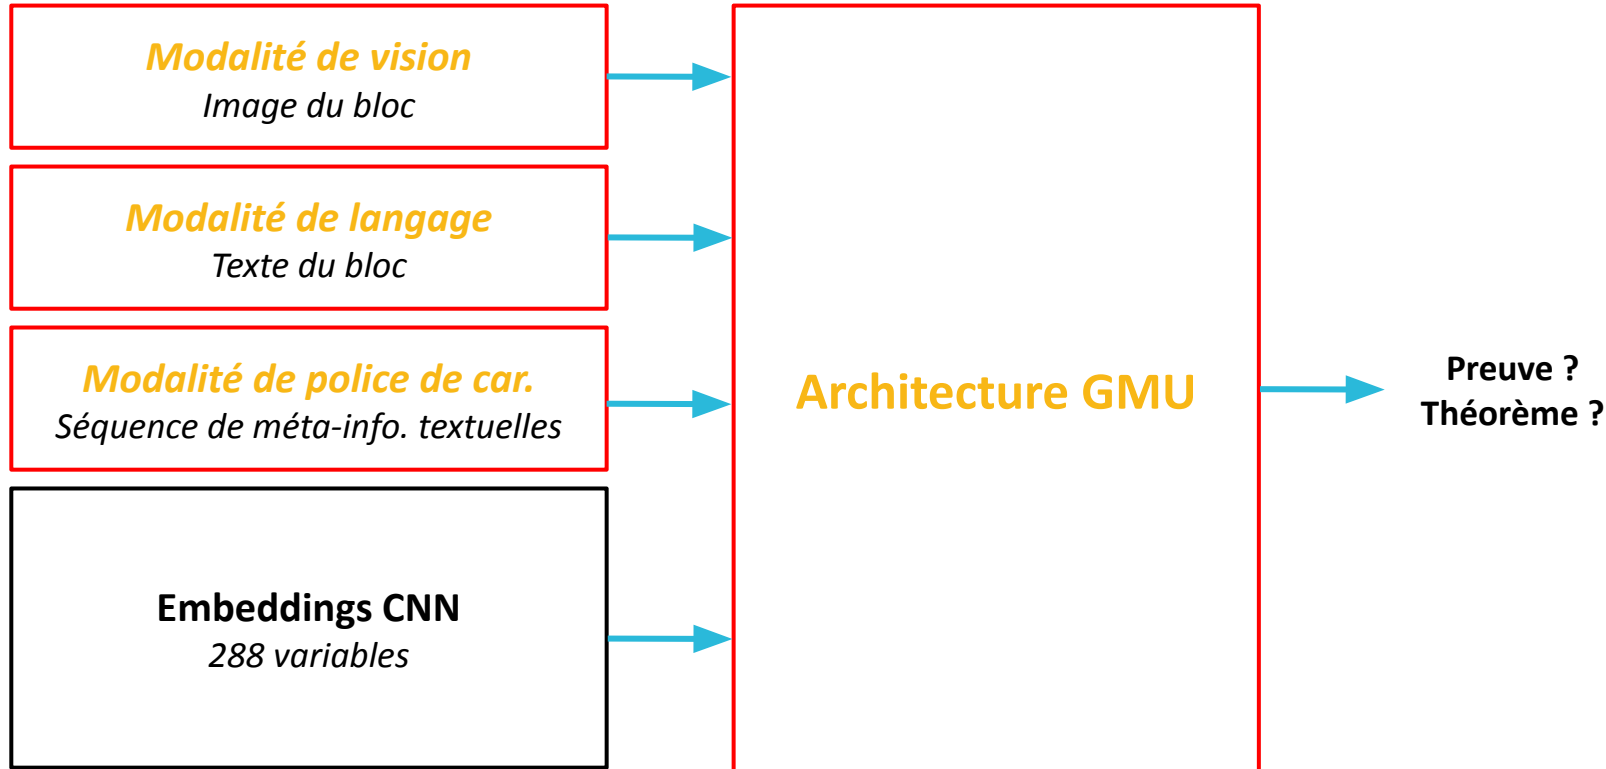 Modalité de vision
Image du bloc
Modalité de langage
Texte du bloc
Modalité de police de car.
Séquence de méta-info. textuelles
Embeddings CNN
288 variables
Architecture GMU
Preuve ?
Théorème ?